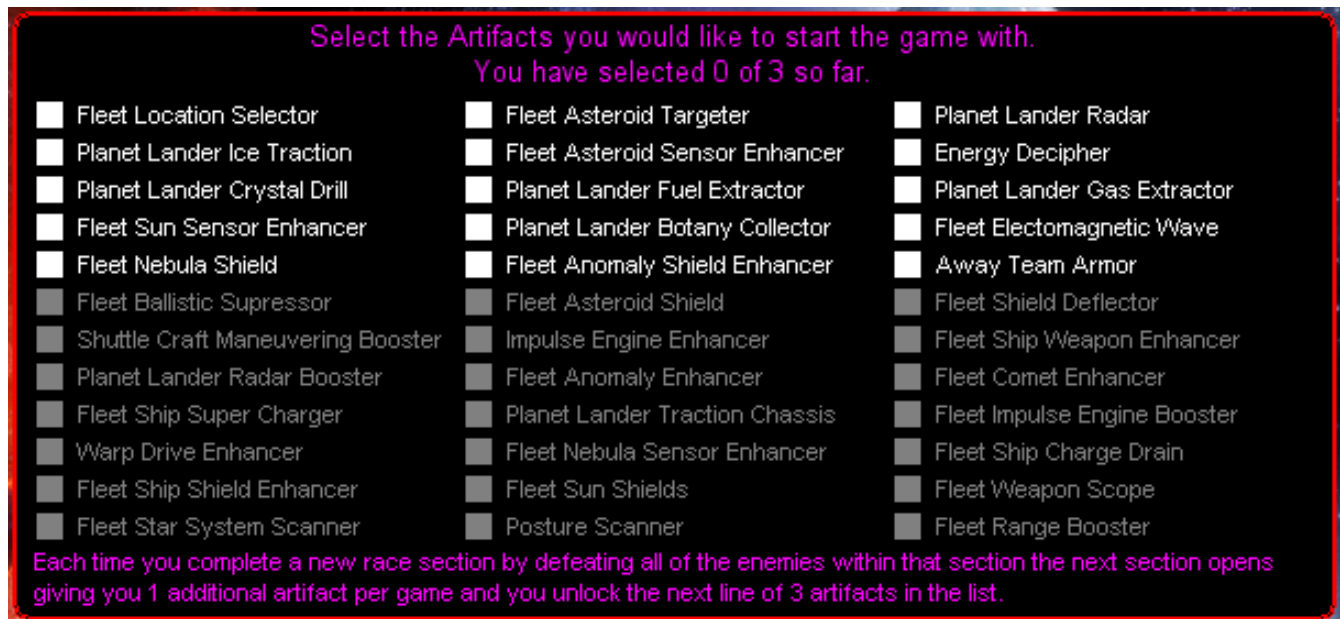 Select the Artifacts you would like to start the game with.
You have selected 0 of 3 so far.
Fleet Location Selector Fleet Asteroid Targeter Planet Lander Radar
Planet Lander Ice Traction Fleet Asteroid Sensor Enhancer Energy Decipher
Planet Lander Crystal Drill Planet Lander Fuel Extractor Planet Lander Gas Extractor
Fleet Sun Sensor Enhancer Planet Lander Botany Collector Fleet Electomagnetic Wave
Fleet Nebula Shield Fleet Anomaly Shield Enhancer Away Team Armor
Fleet Ballistic Supressor Fleet Asteroid Shield Fleet Shield Deflector
Shuttle Craft Maneuvering Booster Impulse Engine Enhancer Fleet Ship Weapon Enhancer
Planet Lander Radar Booster Fleet Anomaly Enhancer Fleet Comet Enhancer
Fleet Ship Super Charger Planet Lander Traction Chassis Fleet Impulse Engine Booster
Warp Drive Enhancer Fleet Nebula Sensor Enhancer Fleet Ship Charge Drain
Fleet Ship Shield Enhancer Fleet Sun Shields Fleet Weapon Scope
Fleet Star System Scanner Posture Scanner Fleet Range Booster
Each time you complete a new race section by defeating all of the enemies within that section the next section opens
giving you 1 additional artifact per game and you unlock the next line of 3 artifacts in the list.